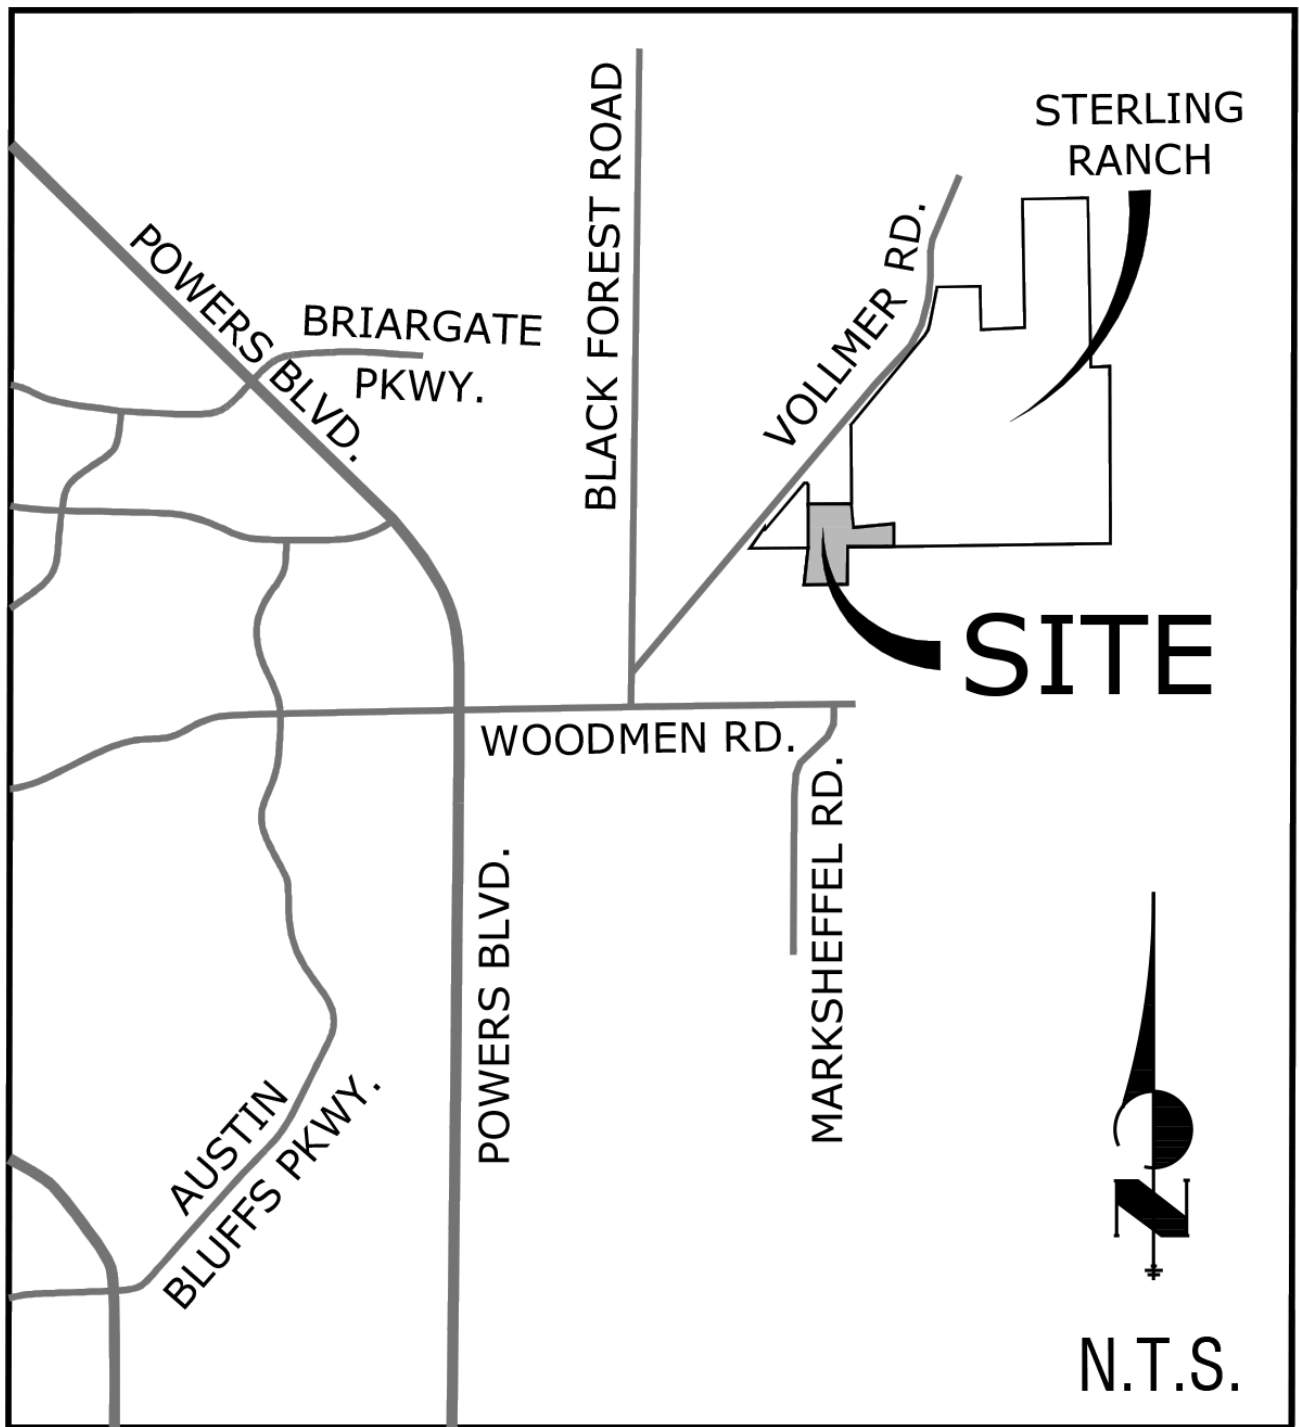 STERLING
RANCH
BLACK FOREST ROAD
VOLLMER RD.
POWERS BLVD.
BRIARGATE
PKWY.
SITE
WOODMEN RD.
MARKSHEFFEL RD.
POWERS BLVD.
AUSTIN
BLUFFS PKWY.
N
N.T.S.